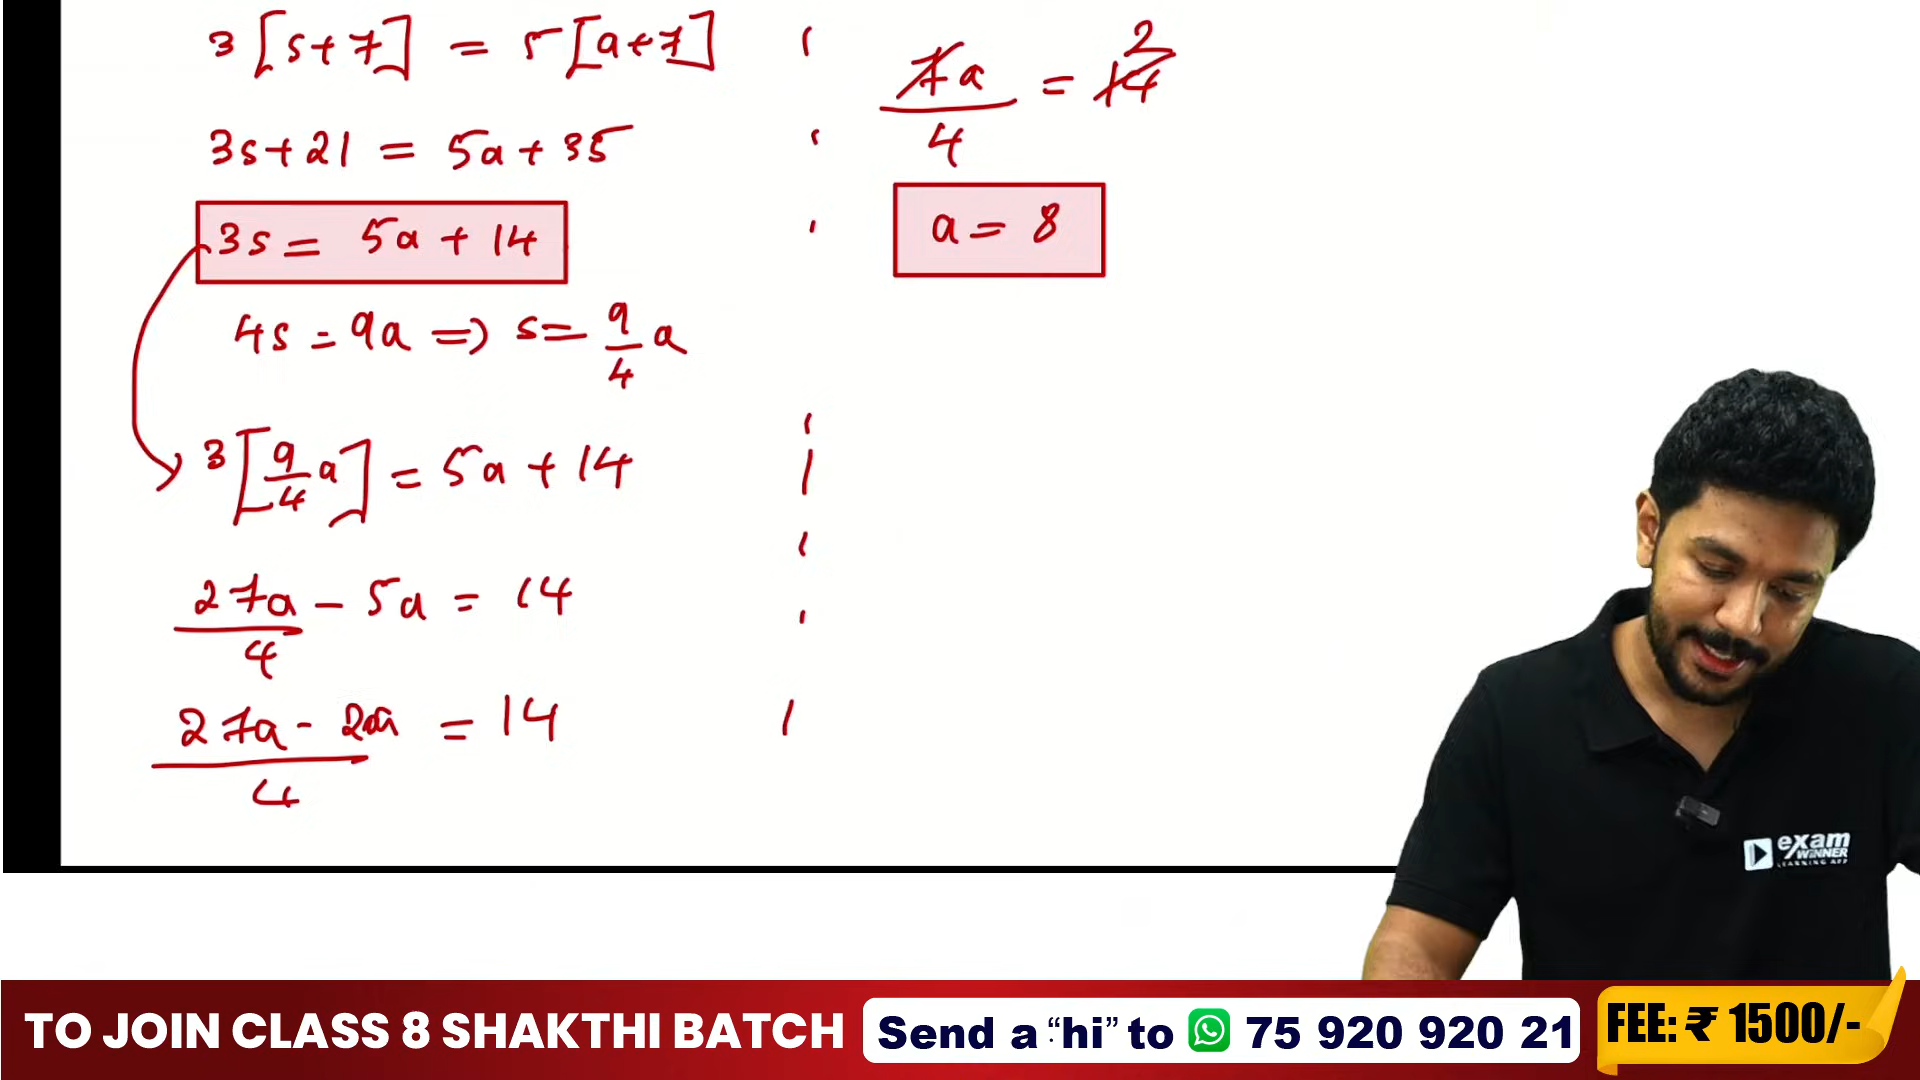 3[s+7] = 5[a+7]
3s+21 = 5a+35
3s = 5a + 14
4s = 9a => s = 9/4 a
3[9/4 a] = 5a + 14
27a/4 - 5a = 14
27a - 20a/4 = 14
7a/4 = 14 2
a = 8
exam
WINNER
LEARNING APP
TO JOIN CLASS 8 SHAKTHI BATCH
Send a “hi” to 75 920 920 21
FEE: ₹ 1500/-